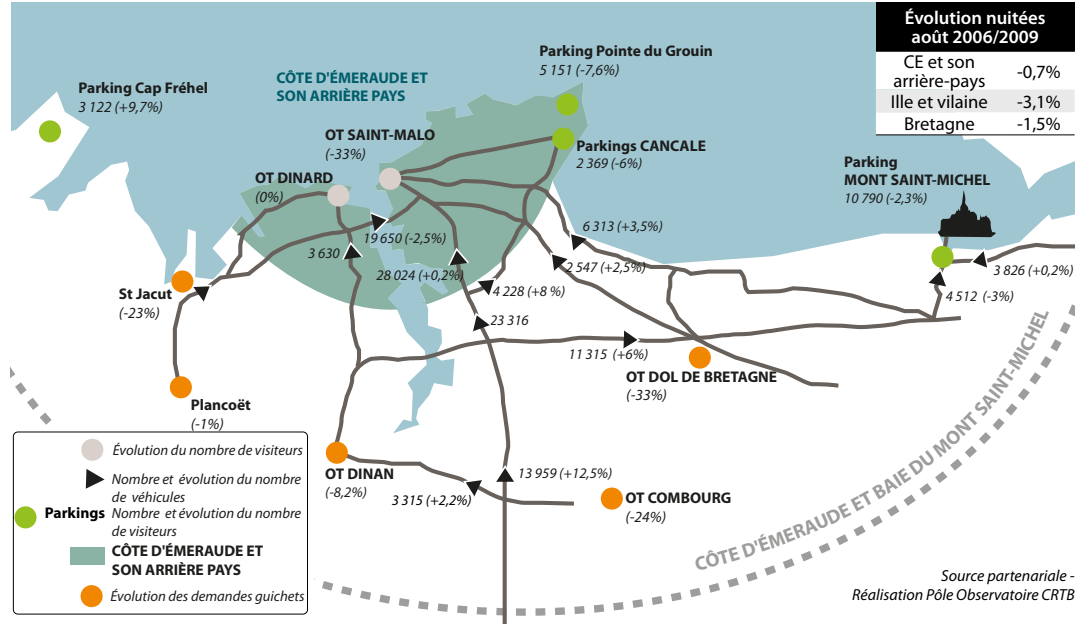 Évolution nuitées
août 2006/2009
CE et son
arrière-pays
-0,7%
Ille et vilaine
-3,1%
Bretagne
-1,5%
Parking Pointe du Grouin
5 151 (-7,6%)
CÔTE D'ÉMERAUDE ET
SON ARRIÈRE PAYS
Parking Cap Fréhel
3 122 (+9,7%)
OT SAINT-MALO
(-33%)
Parkings CANCALE
2 369 (-6%)
Parking
MONT SAINT-MICHEL
10 790 (-2,3%)
OT DINARD
(0%)
19 650 (-2,5%)
6 313 (+3,5%)
3 630
28 024 (+0,2%)
2 547 (+2,5%)
3 826 (+0,2%)
4 228 (+8 %)
4 512 (-3%)
St Jacut
(-23%)
23 316
11 315 (+6%)
OT DOL DE BRETAGNE
(-33%)
Plancoët
(-1%)
OT DINAN
(-8,2%)
13 959 (+12,5%)
3 315 (+2,2%)
OT COMBOURG
(-24%)
CÔTE D'ÉMERAUDE ET BAIE DU MONT SAINT-MICHEL
Évolution du nombre de visiteurs
Nombre et évolution du nombre
de véhicules
Parkings Nombre et évolution du nombre
de visiteurs
CÔTE D'ÉMERAUDE ET
SON ARRIÈRE PAYS
Évolution des demandes guichets
Source partenariale -
Réalisation Pôle Observatoire CRTB